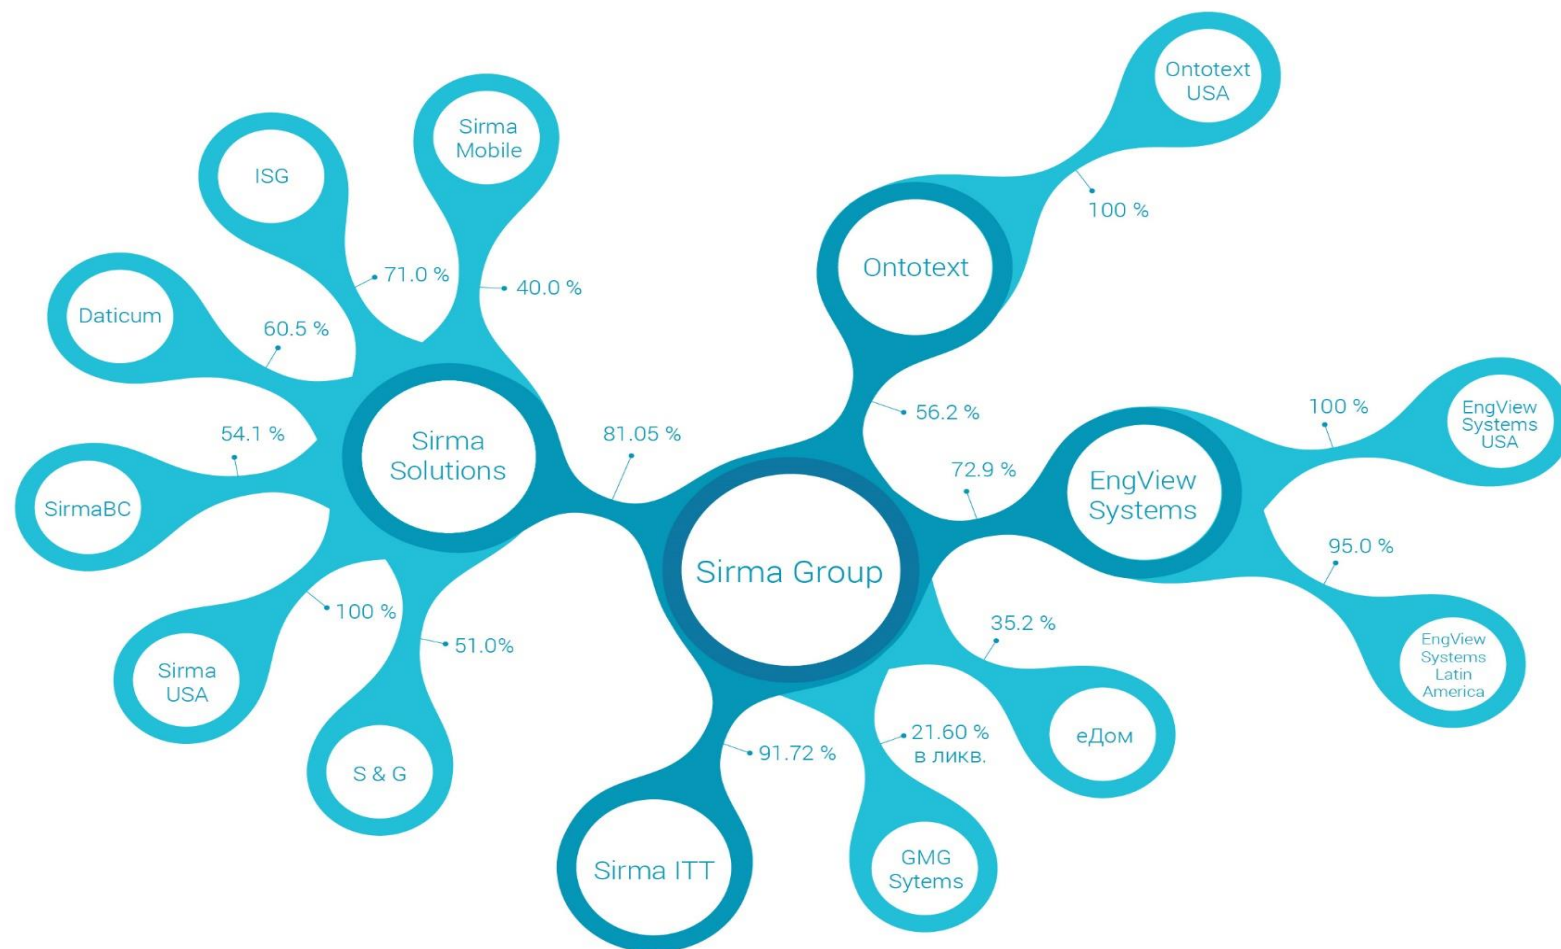 Ontotext
USA
100 %
Sirma
Mobile
40.0 %
ISG
71.0 %
Daticum
60.5 %
SirmaBC
54.1 %
Sirma
Solutions
81.05 %
Sirma
USA
100 %
S & G
51.0%
Ontotext
56.2 %
EngView
Systems
72.9 %
EngView
Systems
USA
100 %
EngView
Systems
Latin
America
95.0 %
Sirma Group
35.2 %
еДом
21.60 %
в ликв.
GMG
Sytems
91.72 %
Sirma ITT